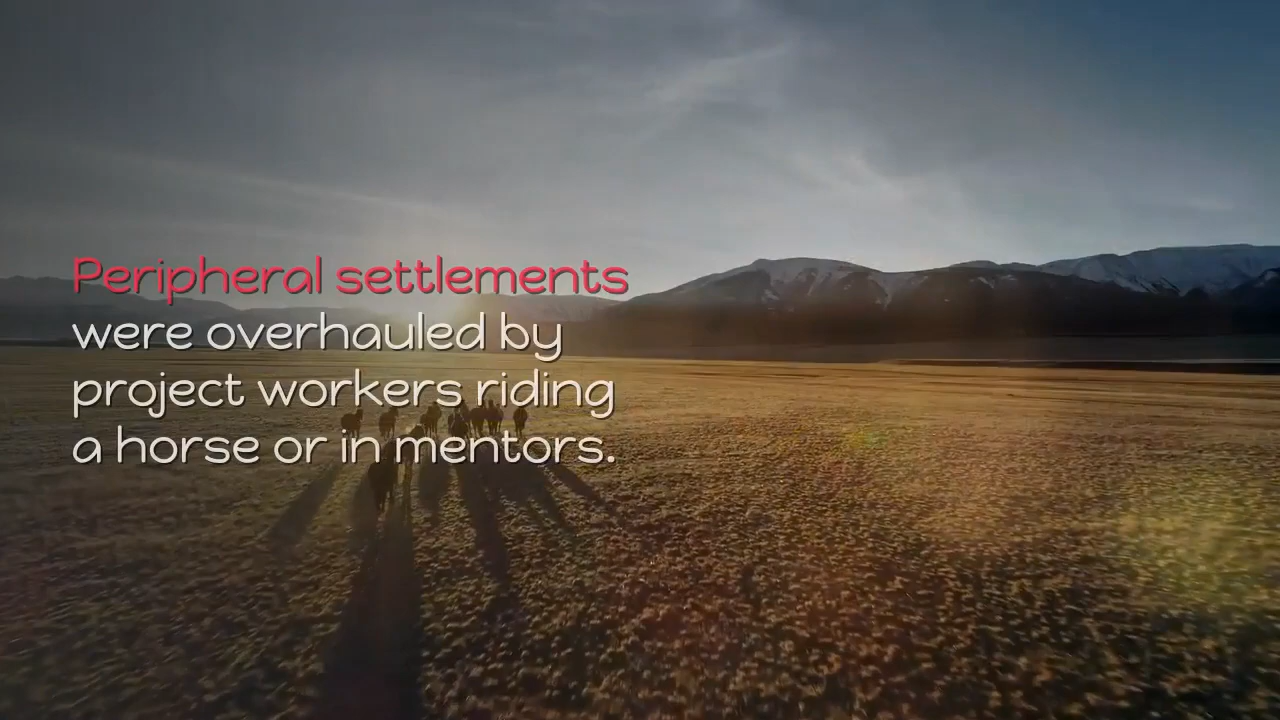 Peripheral settlements
were overhauled by
project workers riding
a horse or in mentors.